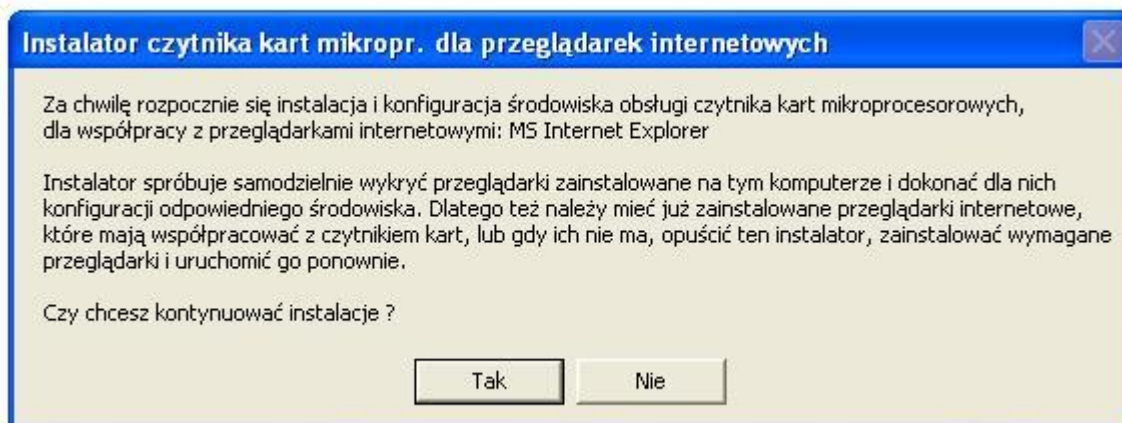 Instalator czytnika kart mikropr. dla przeglądarek internetowych
Za chwilę rozpocznie się instalacja i konfiguracja środowiska obsługi czytnika kart mikroprocesorowych,
dla współpracy z przeglądarkami internetowymi: MS Internet Explorer
Instalator spróbuje samodzielnie wykryć przeglądarki zainstalowane na tym komputerze i dokonać dla nich
konfiguracji odpowiedniego środowiska. Dlatego też należy mieć już zainstalowane przeglądarki internetowe,
które mają współpracować z czytnikiem kart, lub gdy ich nie ma, opuścić ten instalator, zainstalować wymagane
przeglądarki i uruchomić go ponownie.
Czy chcesz kontynuować instalacje ?
Tak
Nie